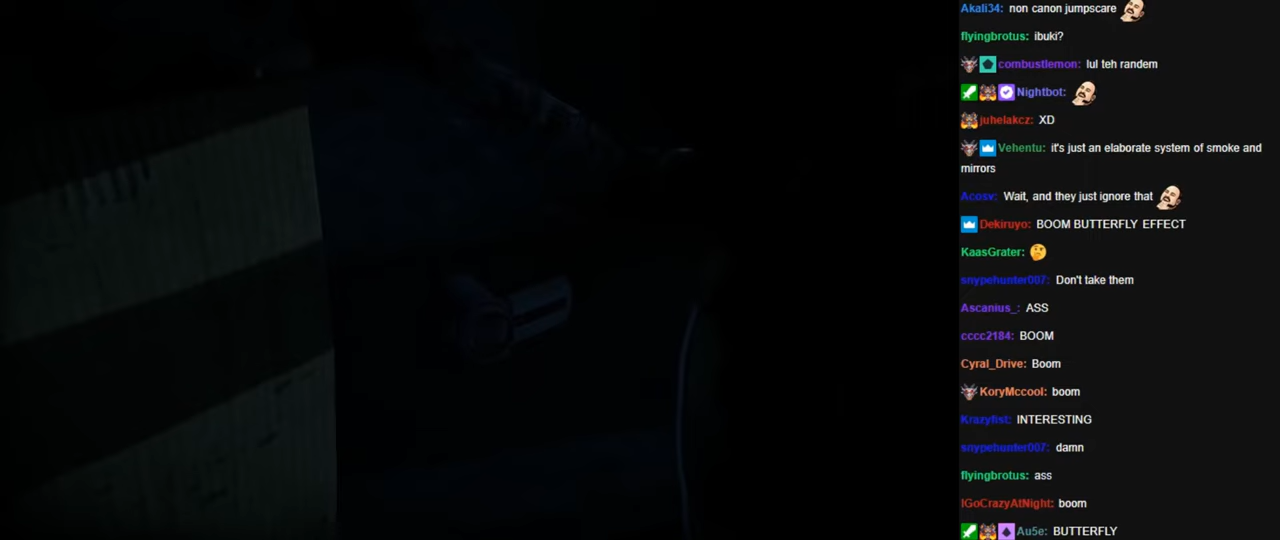 Akali34: non canon jumpscare
flyingbrotus: ibuki?
combustlemon: lul teh randem
Nightbot:
juhelakcz: XD
Vehentu: it's just an elaborate system of smoke and
mirrors
Acosv: Wait, and they just ignore that
Dekiruyo: BOOM BUTTERFLY EFFECT
KaasGrater:
snypehunter007: Don't take them
Ascanius_: ASS
cccc2184: BOOM
Cyral_Drive: Boom
KoryMccool: boom
Krazyfist: INTERESTING
snypehunter007: damn
flyingbrotus: ass
IGoCrazyAtNight: boom
Au5e: BUTTERFLY